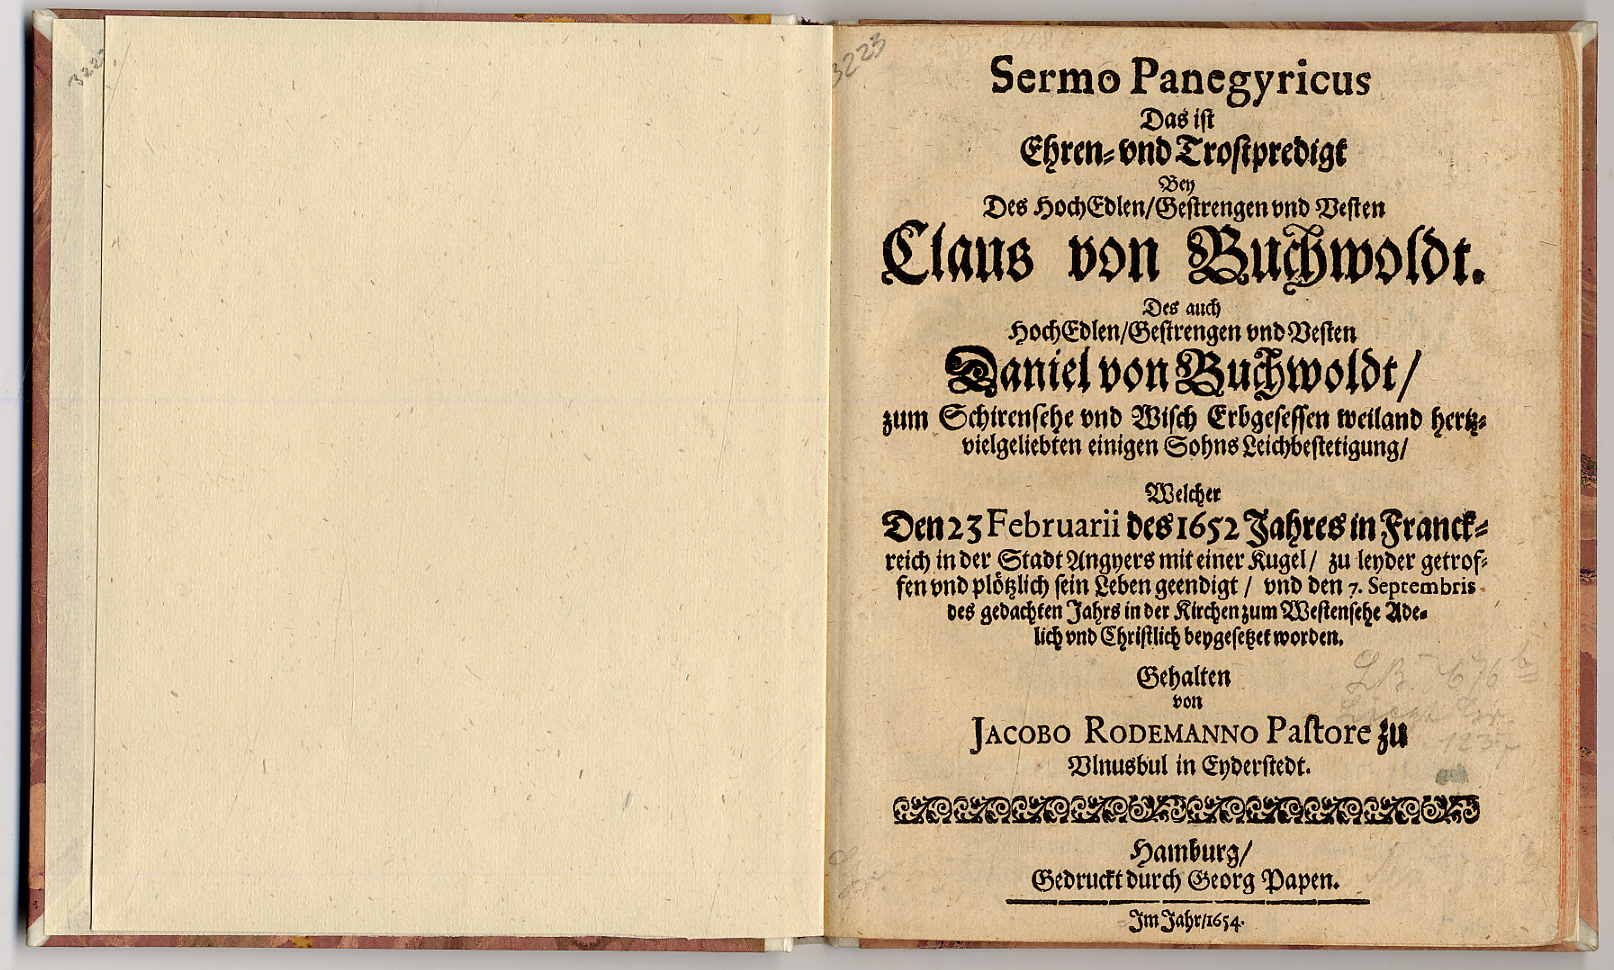 3223
Sermo Panegyricus
Das ist
Ehren- vnd Trostpredigt
Bey
Des HochEdlen/Gestrengen vnd Vesten
Claus von Buchwoldt.
Des auch
HochEdlen/Gestrengen vnd Vesten
Daniel von Buchwoldt/
zum Schirensehe vnd Wisch Erbgesessen weiland hertz-
vielgeliebten einigen Sohns Leichbestetigung/
Welcher
Den 23 Februarii des 1652 Jahres in Franck-
reich in der Stadt Angyers mit einer Kugel / zu leyder getrof-
fen vnd plötzlich sein Leben geendigt / vnd den 7. Septembris
des gedachten Jahrs in der Kirchen zum Westensehe Ade-
lich vnd Christlich beygesetzet worden.
Gehalten
von
JACOBO RODEMANNO Pastore zu
Vlnusbul in Eyderstedt.
Hamburg/
Gedruckt durch Georg Papen.
Im Jahr/1654.